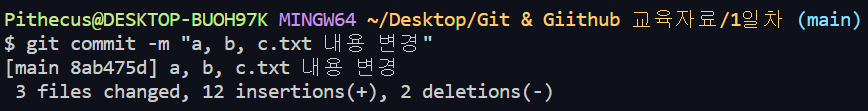 Pithecus@DESKTOP-BUOH97K MINGW64 ~/Desktop/Git & Giithub 교육자료/1일차 (main)
$ git commit -m "a, b, c.txt 내용 변경"
[main 8ab475d] a, b, c.txt 내용 변경
 3 files changed, 12 insertions(+), 2 deletions(-)